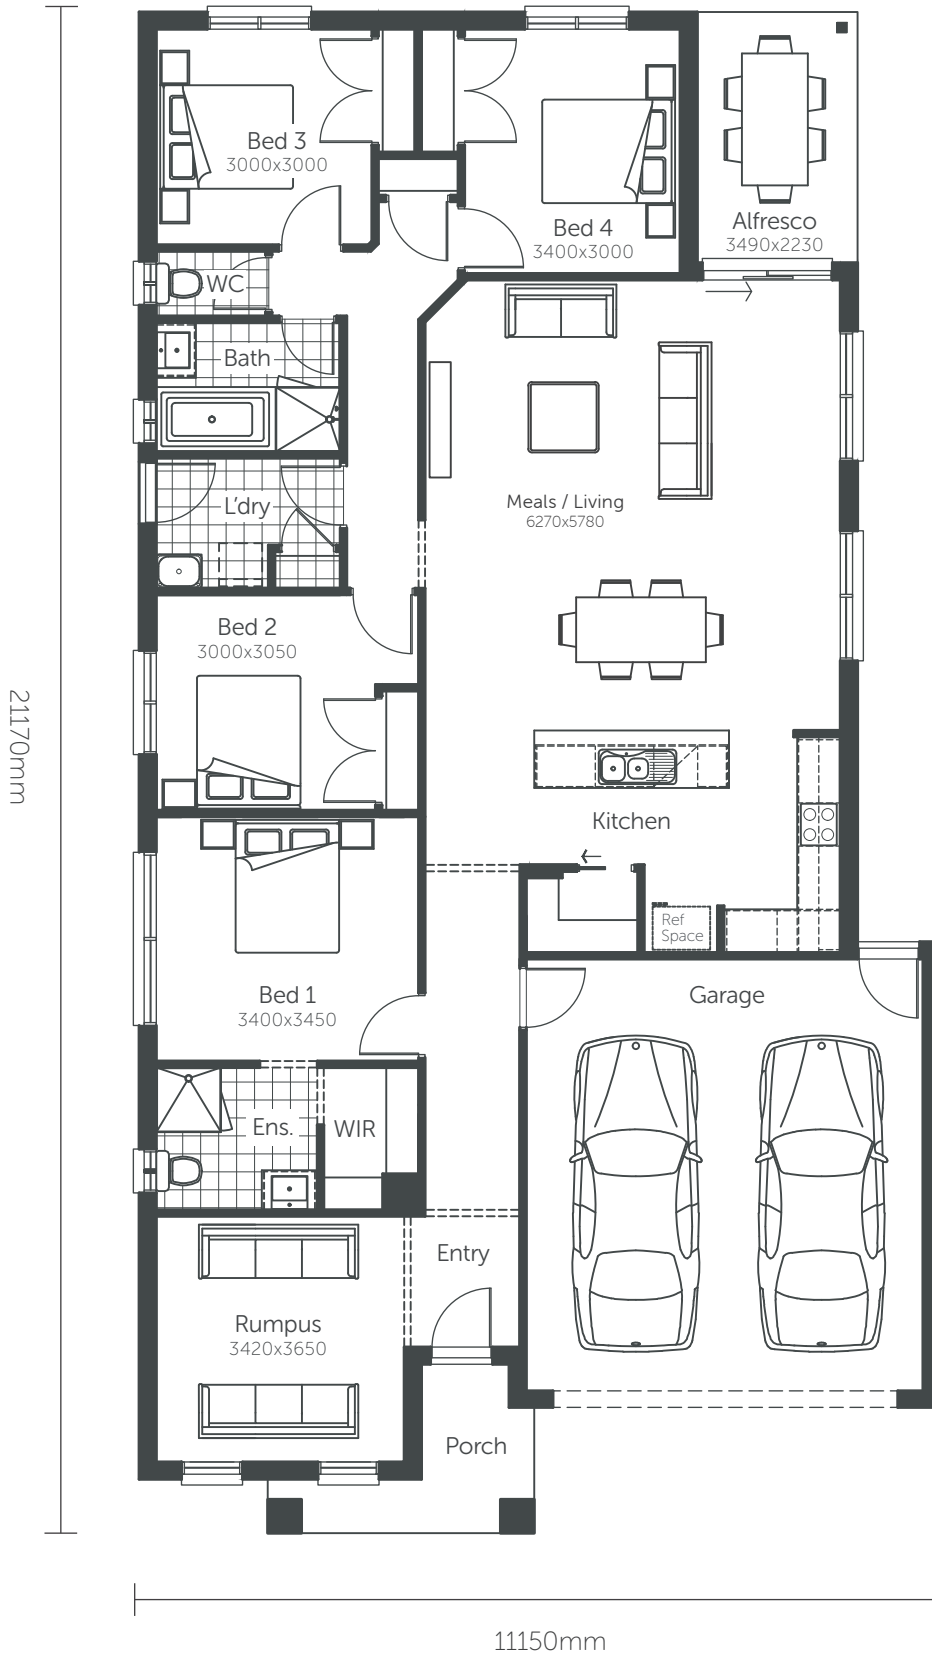 Bed 3
3000x3000
Bed 4
3400x3000
Alfresco
3490x2230
WC
Bath
L'dry
Meals / Living
6270x5780
Bed 2
3000x3050
21170mm
Kitchen
Ref
Space
Bed 1
3400x3450
Garage
Ens.
WIR
Entry
Rumpus
3420x3650
Porch
11150mm